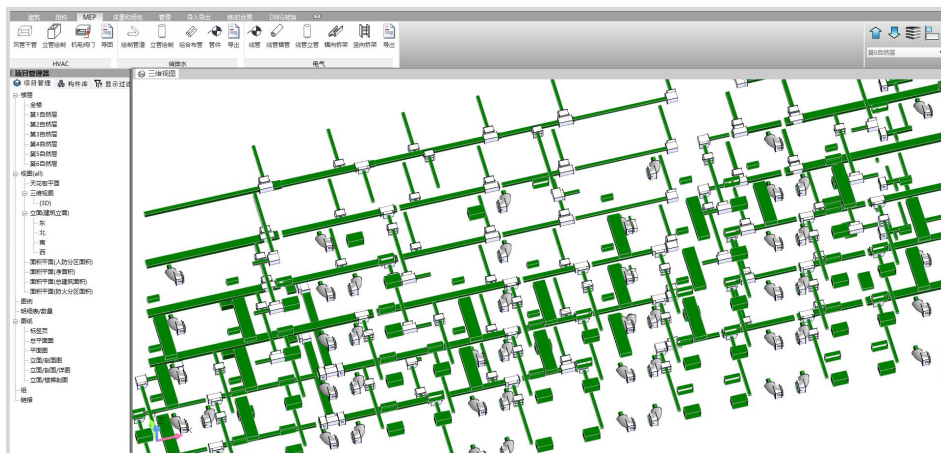 建筑 结构 MEP 体量和场地 管理 导入导出 修改/放置 DWG转换
风管干管 立管绘制 机电阀门 导图 绘制管道 立管绘制 组合布管 管件 导出 线管 线管横管 线管立管 横向桥架 竖向桥架 导出
HVAC 给排水 电气
第6自然层
项目管理器
项目管理 构件库 显示过滤
三维视图
楼层
全楼
第1自然层
第2自然层
第3自然层
第4自然层
第5自然层
第6自然层
视图(all)
天花板平面
三维视图
{3D}
立面(建筑立面)
东
北
南
西
面积平面(人防分区面积)
面积平面(净面积)
面积平面(总建筑面积)
面积平面(防火分区面积)
图例
明细表/数量
图纸
标签页
总平面图
平面图
立面/剖面图
立面/剖面/详图
立面/楼梯剖图
组
链接